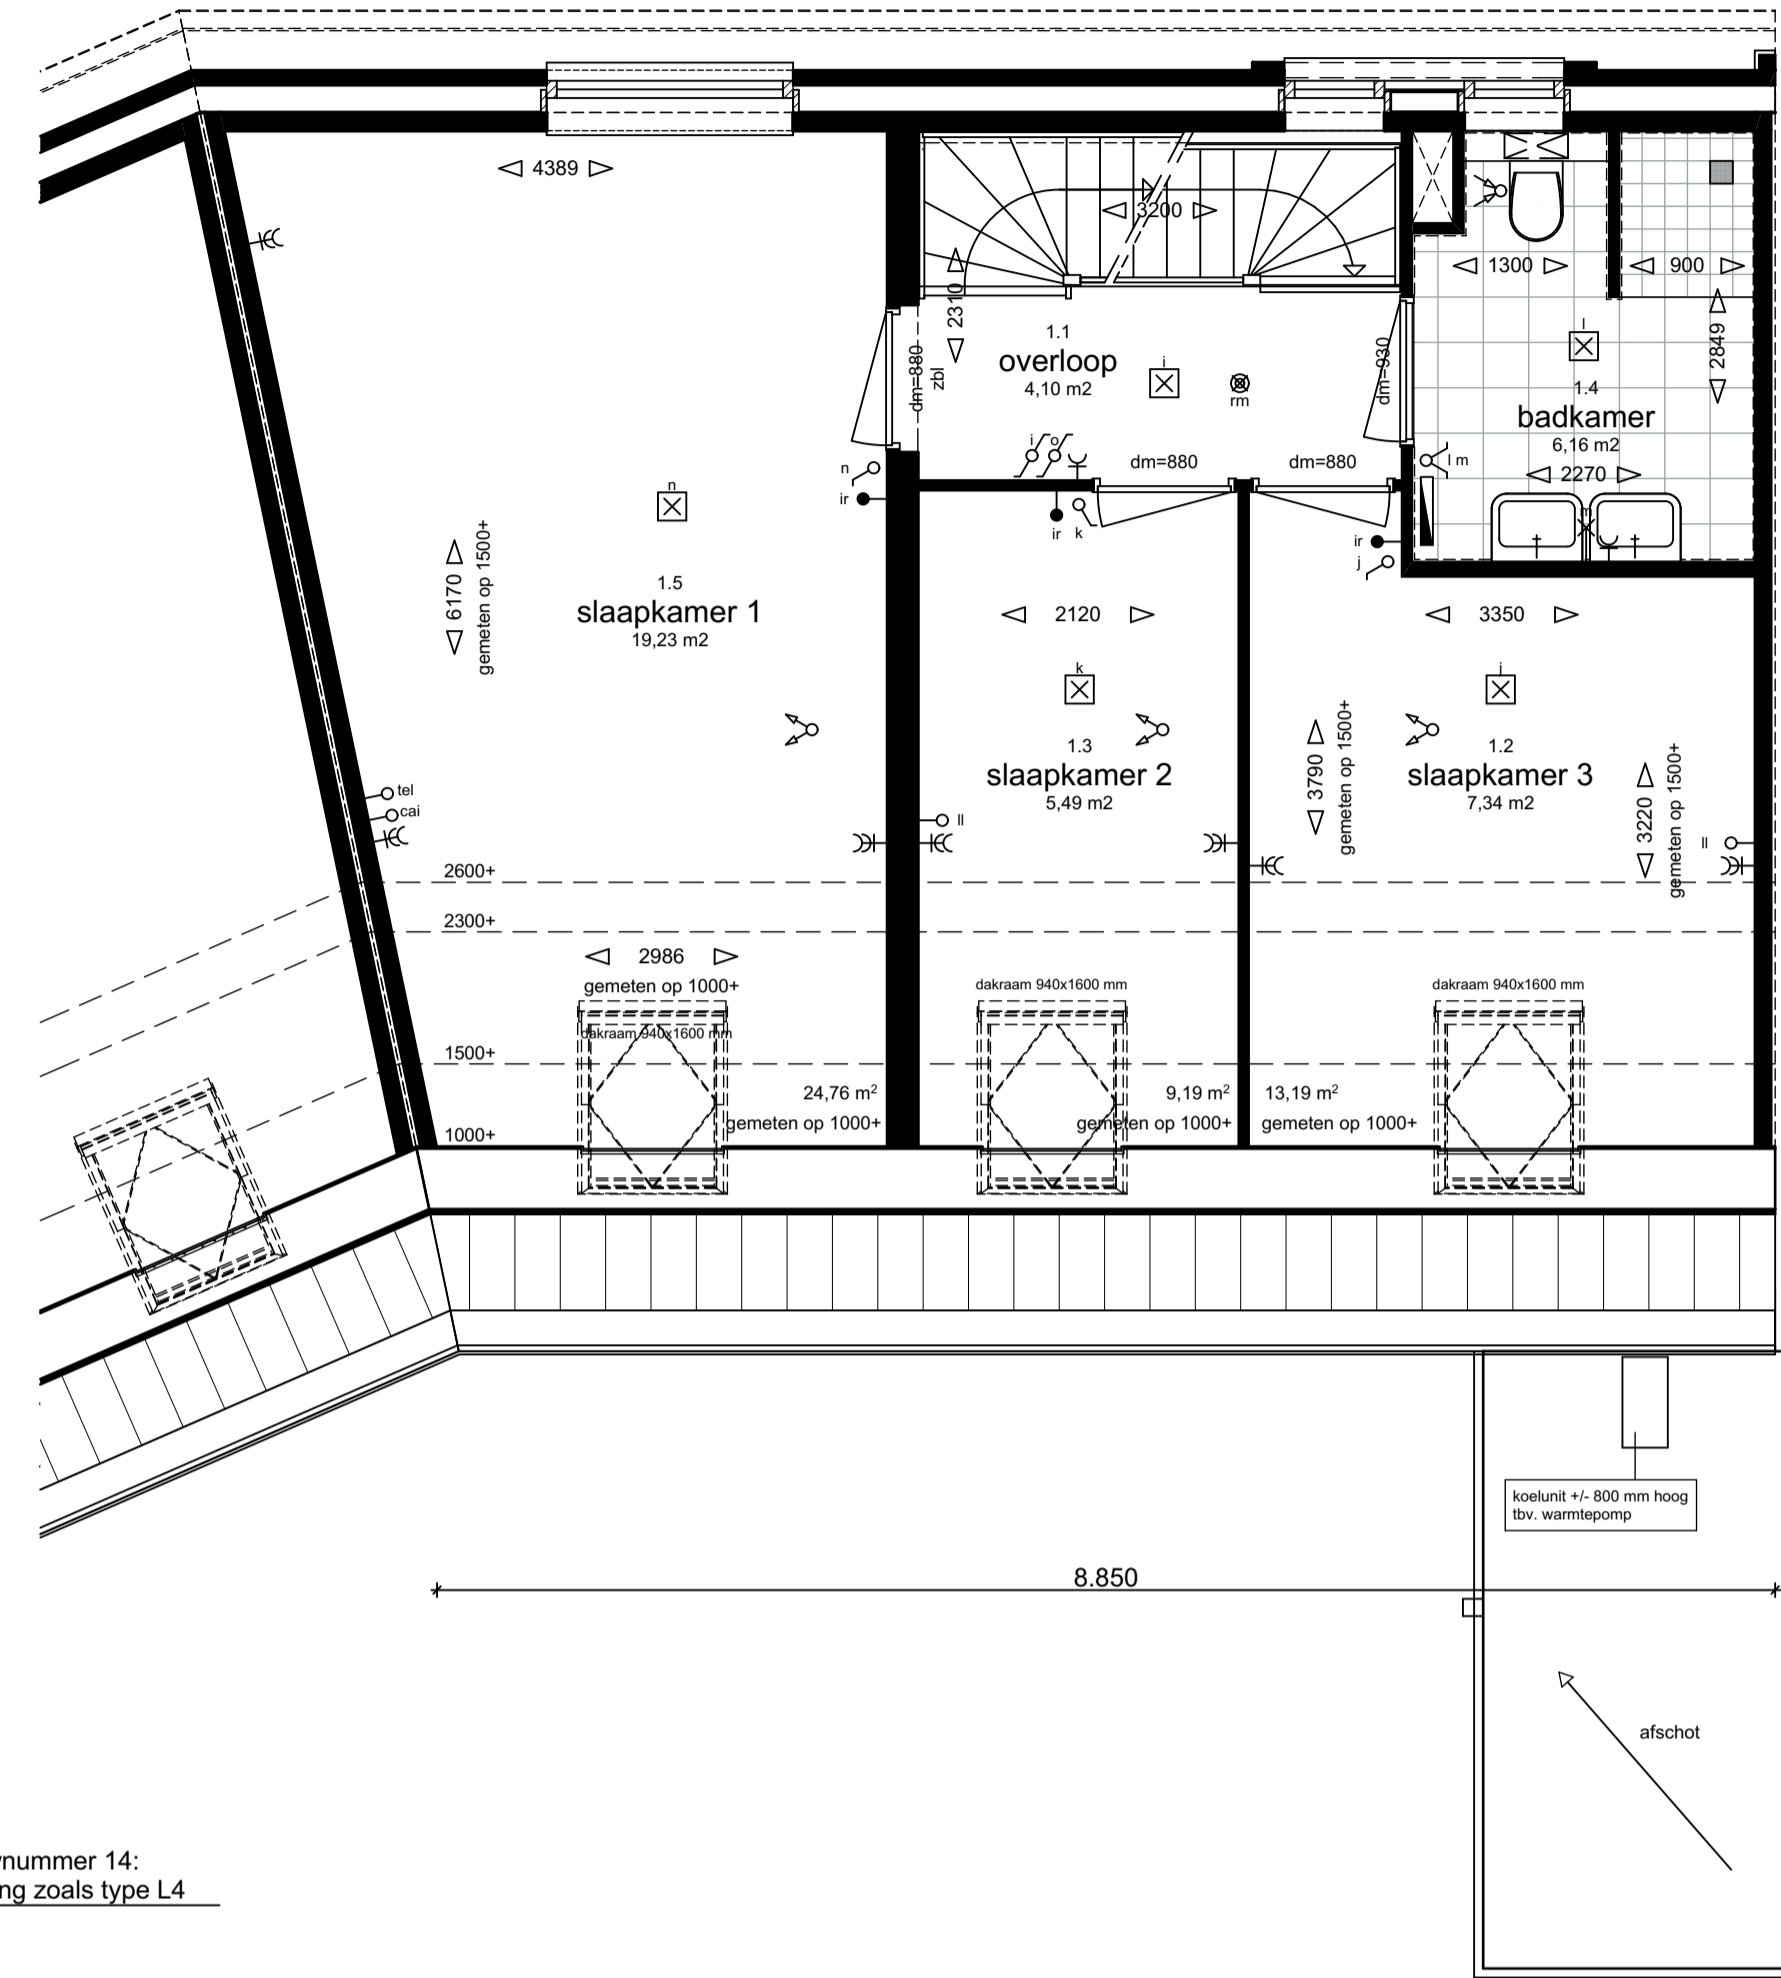 4389
3200
1300
900
2310
1.1
overloop
4,10 m2
i
rm
dm=880
zbl
dm=930
l
2849
1.4
badkamer
6,16 m2
2270
l m
m
i o
dm=880
dm=880
n
ir
n
ir k
ir
j
6170
gemeten op 1500+
1.5
slaapkamer 1
19,23 m2
2120
3350
k
j
1.3
slaapkamer 2
5,49 m2
3790
gemeten op 1500+
1.2
slaapkamer 3
7,34 m2
3220
gemeten op 1500+
tel
cai
ll
ll
2600+
2300+
2986
gemeten op 1000+
dakraam 940x1600 mm
dakraam 940x1600 mm
dakraam 940x1600 mm
1500+
24,76 m²
gemeten op 1000+
9,19 m²
gemeten op 1000+
13,19 m²
gemeten op 1000+
1000+
koelunit +/- 800 mm hoog
tbv. warmtepomp
8.850
afschot
nummer 14:
ng zoals type L4